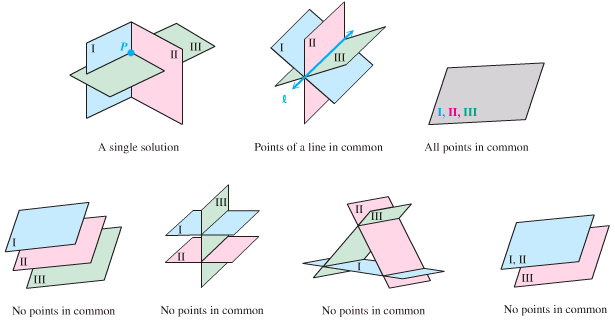 I
P
II
III
A single solution
I
II
III
ℓ
Points of a line in common
I, II, III
All points in common
I
II
III
No points in common
III
I
II
No points in common
II
III
I
No points in common
I, II
III
No points in common